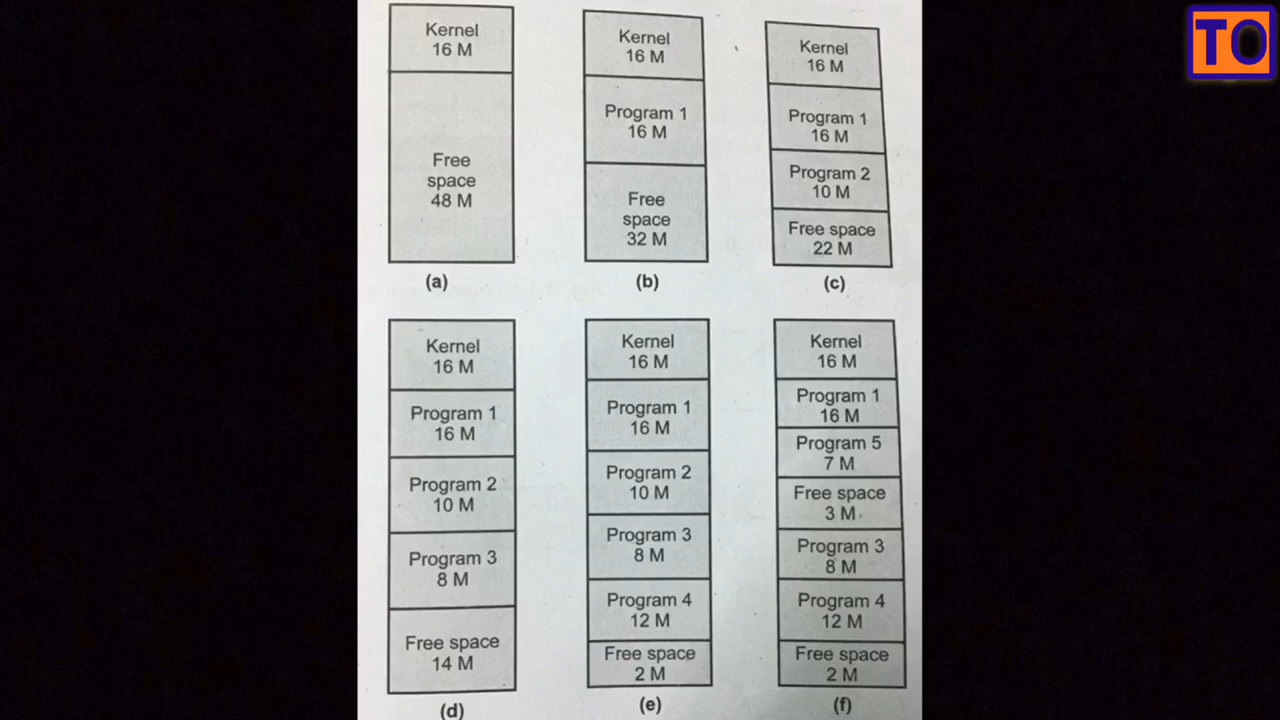 TO
Kernel
16 M
Free
space
48 M
(a)
Kernel
16 M
Program 1
16 M
Free
space
32 M
(b)
Kernel
16 M
Program 1
16 M
Program 2
10 M
Free space
22 M
(c)
Kernel
16 M
Program 1
16 M
Program 2
10 M
Program 3
8 M
Free space
14 M
(d)
Kernel
16 M
Program 1
16 M
Program 2
10 M
Program 3
8 M
Program 4
12 M
Free space
2 M
(e)
Kernel
16 M
Program 1
16 M
Program 5
7 M
Free space
3 M
Program 3
8 M
Program 4
12 M
Free space
2 M
(f)